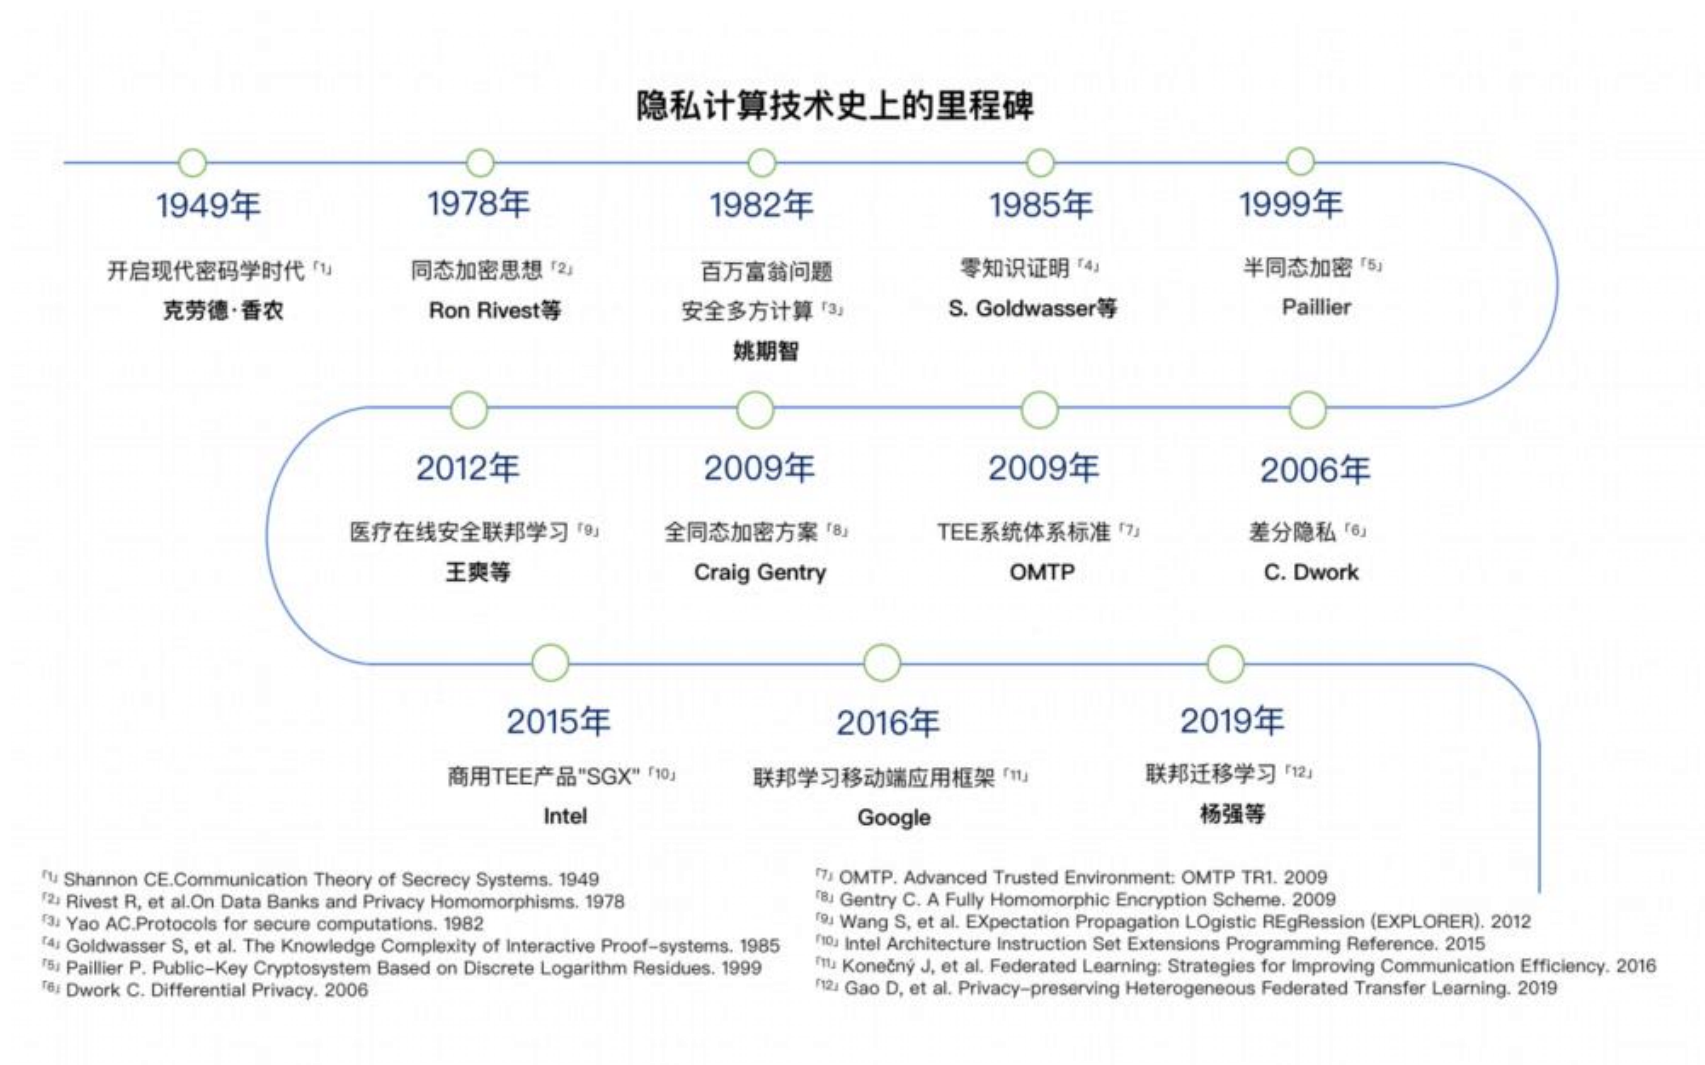 隐私计算技术史上的里程碑
1949年
开启现代密码学时代「1」
克劳德·香农
1978年
同态加密思想「2」
Ron Rivest等
1982年
百万富翁问题
安全多方计算「3」
姚期智
1985年
零知识证明「4」
S. Goldwasser等
1999年
半同态加密「5」
Paillier
2012年
医疗在线安全联邦学习「9」
王爽等
2009年
全同态加密方案「8」
Craig Gentry
2009年
TEE系统体系标准「7」
OMTP
2006年
差分隐私「6」
C. Dwork
2015年
商用TEE产品"SGX"「10」
Intel
2016年
联邦学习移动端应用框架「11」
Google
2019年
联邦迁移学习「12」
杨强等
「1」Shannon CE.Communication Theory of Secrecy Systems. 1949
「2」Rivest R, et al.On Data Banks and Privacy Homomorphisms. 1978
「3」Yao AC.Protocols for secure computations. 1982
「4」Goldwasser S, et al. The Knowledge Complexity of Interactive Proof-systems. 1985
「5」Paillier P. Public-Key Cryptosystem Based on Discrete Logarithm Residues. 1999
「6」Dwork C. Differential Privacy. 2006
「7」OMTP. Advanced Trusted Environment: OMTP TR1. 2009
「8」Gentry C. A Fully Homomorphic Encryption Scheme. 2009
「9」Wang S, et al. EXpectation Propagation LOgistic REgRession (EXPLORER). 2012
「10」Intel Architecture Instruction Set Extensions Programming Reference. 2015
「11」Konečný J, et al. Federated Learning: Strategies for Improving Communication Efficiency. 2016
「12」Gao D, et al. Privacy-preserving Heterogeneous Federated Transfer Learning. 2019